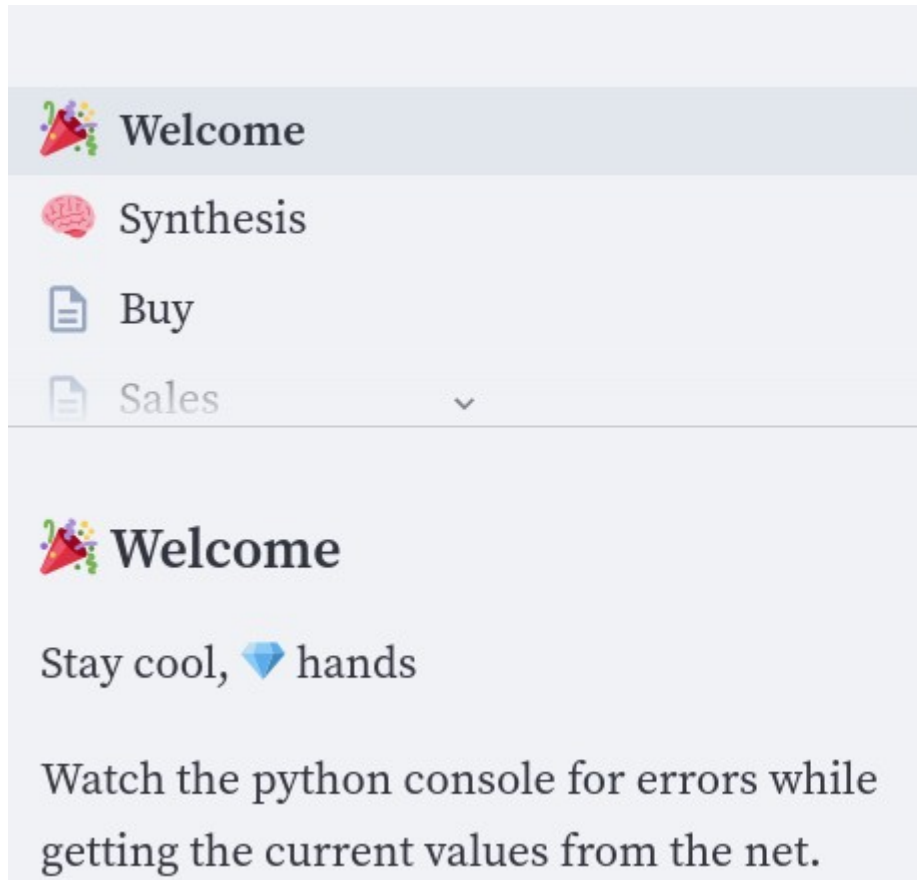 🎉 Welcome
🧠 Synthesis
Buy
Sales
🎉 Welcome
Stay cool, 💎 hands
Watch the python console for errors while
getting the current values from the net.